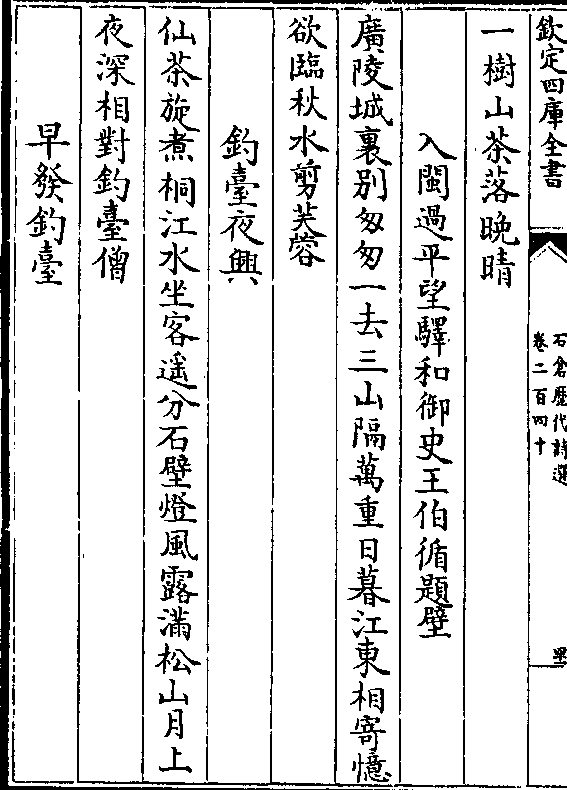 欽定四庫全書
石倉歴代詩選
卷二百四十
一樹山茶落晚晴
入閩過平望驛和御史王伯循題壁
廣陵城裏別匆匆一去三山隔萬重日暮江東相寄憶
欲臨秋水剪芙蓉
釣臺夜興
仙茶旋煮桐江水坐客遥分石壁燈風露滿松山月上
夜深相對釣臺僧
早發釣臺